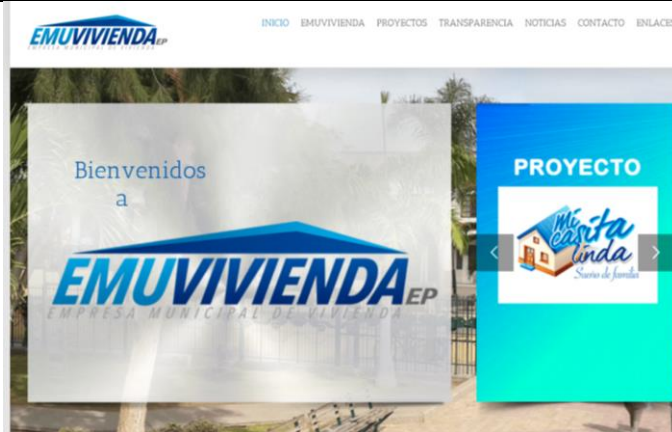 EMUVIVIENDA EP
EMPRESA MUNICIPAL DE VIVIENDA
INICIO EMUVIVIENDA PROYECTOS TRANSPARENCIA NOTICIAS CONTACTO ENLACES
Bienvenidos
a
EMUVIVIENDA EP
EMPRESA MUNICIPAL DE VIVIENDA
PROYECTO
Mi
casita
linda
Sueño de familia